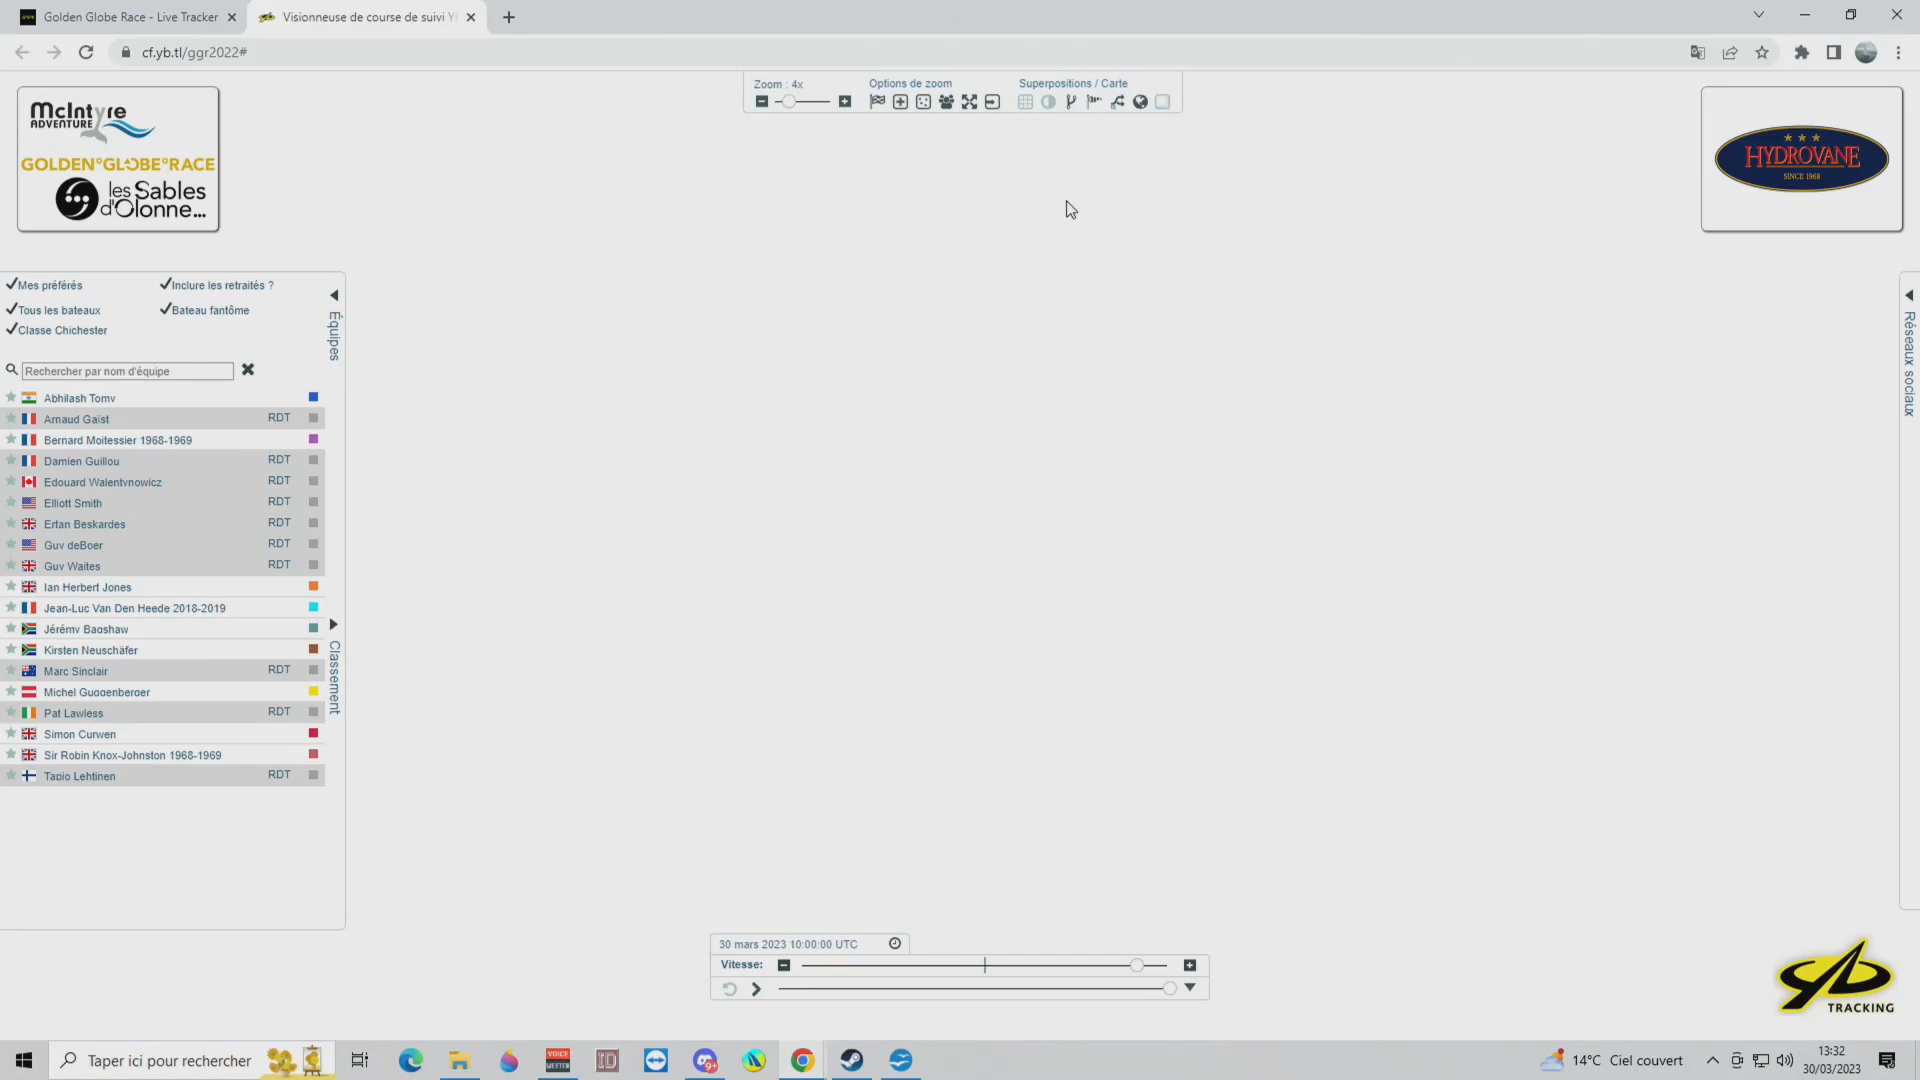 Golden Globe Race - Live Tracker
Visionneuse de course de suivi Y
cf.yb.tl/ggr2022#
Zoom : 4x
Options de zoom
Superpositions / Carte
McIntyre
ADVENTURE
GOLDEN°GLOBE°RACE
les Sables
d'Olonne...
HYDROVANE
SINCE 1968
Mes préférés
Inclure les retraités ?
Tous les bateaux
Bateau fantôme
Classe Chichester
Équipes
Réseaux sociaux
Rechercher par nom d'équipe
Abhilash Tomy
Arnaud Gaïst RDT
Bernard Moitessier 1968-1969
Damien Guillou RDT
Edouard Walentynowicz RDT
Elliott Smith RDT
Ertan Beskardes RDT
Guy deBoer RDT
Guy Waites RDT
Ian Herbert Jones
Jean-Luc Van Den Heede 2018-2019
Jérémy Bagshaw
Kirsten Neuschäfer
Classement
Marc Sinclair RDT
Michel Guggenberger
Pat Lawless RDT
Simon Curwen
Sir Robin Knox-Johnston 1968-1969
Tapio Lehtinen RDT
30 mars 2023 10:00:00 UTC
Vitesse:
TRACKING
Taper ici pour rechercher
VOICE
MEETER
ID
9+
14°C Ciel couvert
13:32
30/03/2023